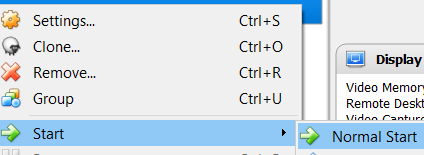 Settings... Ctrl+S
Clone... Ctrl+O
Remove... Ctrl+R
Group Ctrl+U
Start
Normal Start
Display
Video Memory
Remote Deskt
Video Captur